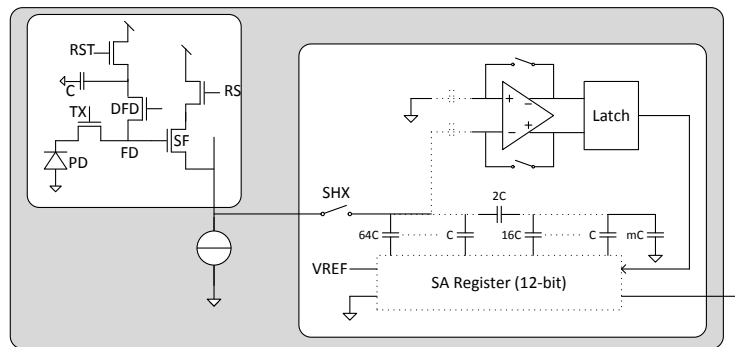 RST
C
TX
DFD
RS
SF
FD
PD
+
−
−
+
Latch
SHX
2C
64C
C
16C
C
mC
VREF
SA Register (12-bit)